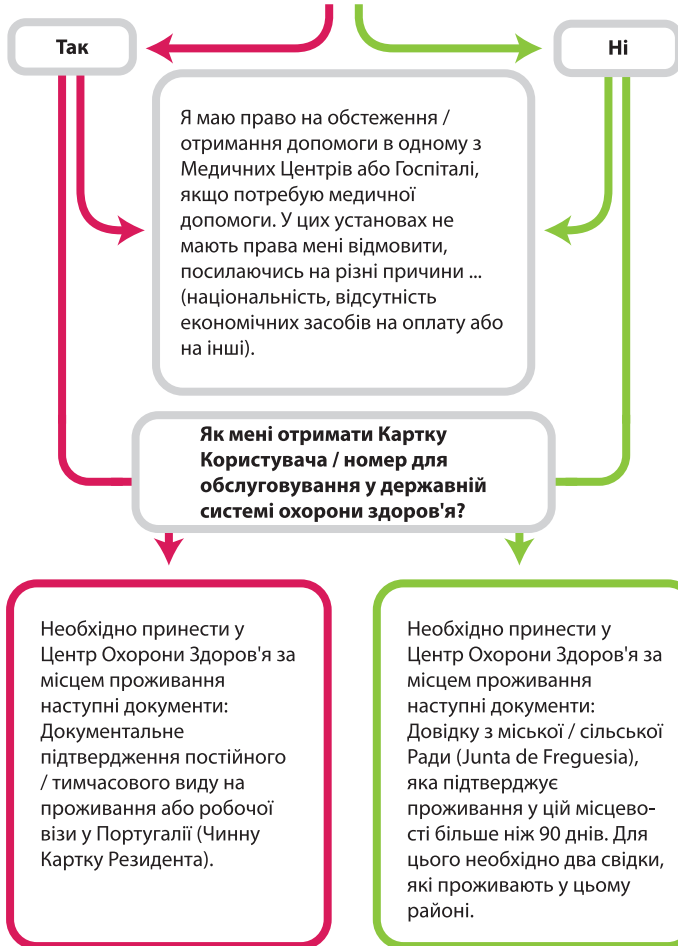 Так
Ні
Я маю право на обстеження /
отримання допомоги в одному з
Медичних Центрів або Госпіталі,
якщо потребую медичної
допомоги. У цих установах не
мають права мені відмовити,
посилаючись на різні причини ...
(національність, відсутність
економічних засобів на оплату або
на інші).
Як мені отримати Картку
Користувача / номер для
обслуговування у державній
системі охорони здоров'я?
Необхідно принести у
Центр Охорони Здоров'я за
місцем проживання
наступні документи:
Документальне
підтвердження постійного
/ тимчасового виду на
проживання або робочої
візи у Португалії (Чинну
Картку Резидента).
Необхідно принести у
Центр Охорони Здоров'я за
місцем проживання
наступні документи:
Довідку з міської / сільської
Ради (Junta de Freguesia),
яка підтверджує
проживання у цій місцево-
сті більше ніж 90 днів. Для
цього необхідно два свідки,
які проживають у цьому
районі.